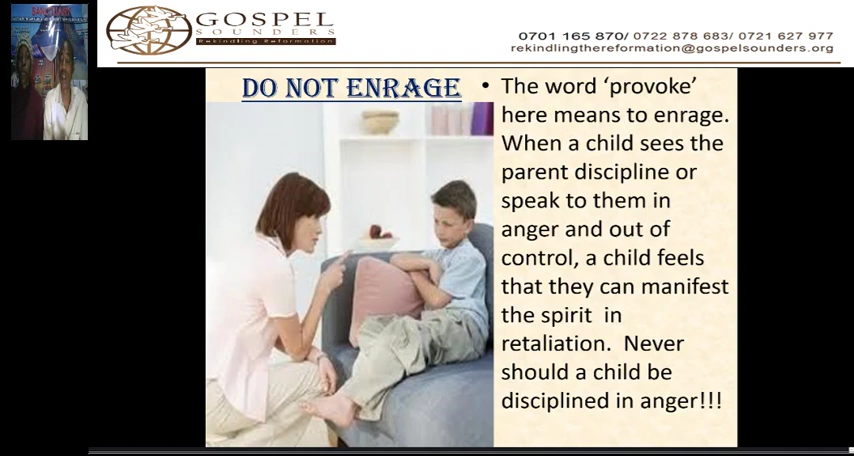 GOSPEL
SOUNDERS
Rekindling Reformation
0701 165 870/ 0722 878 683/ 0721 627 977
rekindlingthereformation@gospelsounders.org
DO NOT ENRAGE
• The word ‘provoke’
here means to enrage.
When a child sees the
parent discipline or
speak to them in
anger and out of
control, a child feels
that they can manifest
the spirit in
retaliation. Never
should a child be
disciplined in anger!!!